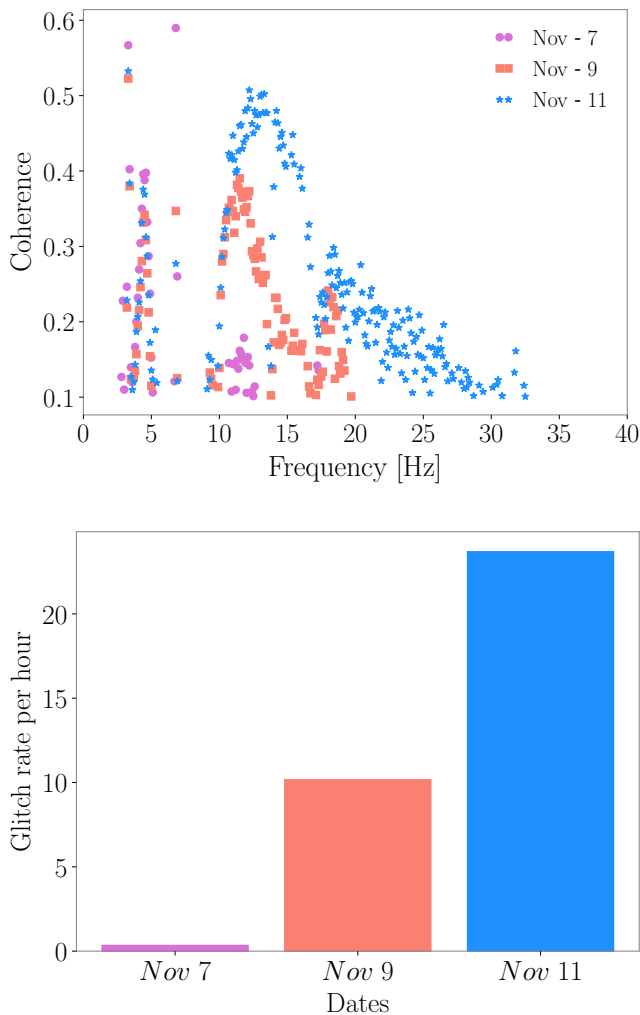 0.6
0.5
0.4
0.3
0.2
0.1
Coherence
Nov - 7
Nov - 9
Nov - 11
0 5 10 15 20 25 30 35 40
Frequency [Hz]
20
15
10
5
0
Glitch rate per hour
Nov 7 Nov 9 Nov 11
Dates